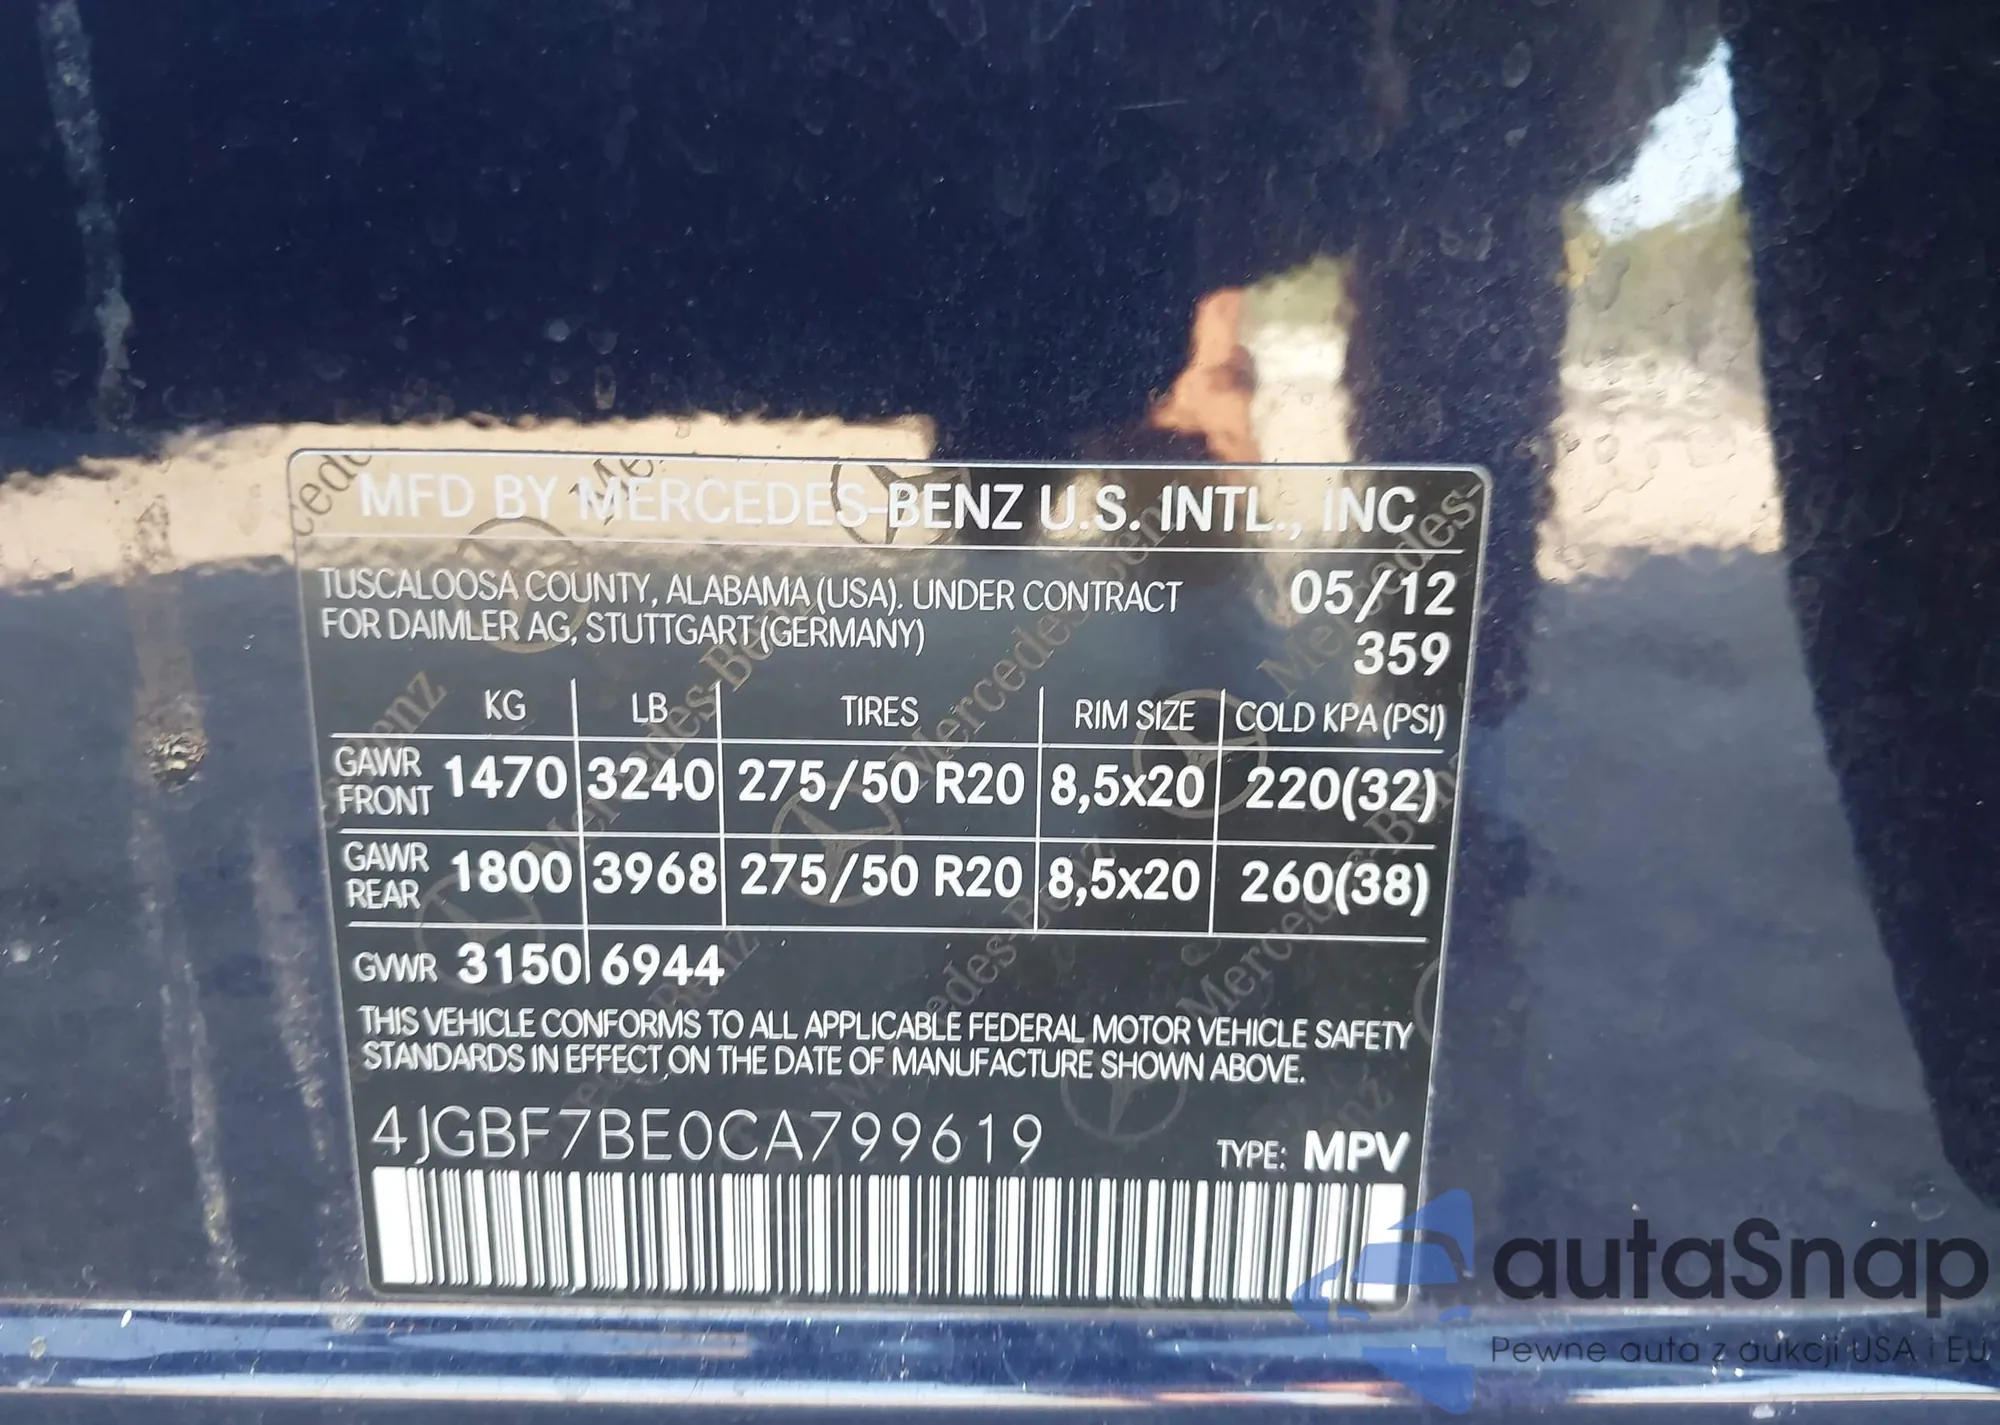 MFD BY MERCEDES-BENZ U.S. INTL., INC
TUSCALOOSA COUNTY, ALABAMA (USA). UNDER CONTRACT
FOR DAIMLER AG, STUTTGART (GERMANY)
05/12
359
KG LB TIRES RIM SIZE COLD KPA (PSI)
GAWR FRONT 1470 3240 275/50 R20 8,5x20 220(32)
GAWR REAR 1800 3968 275/50 R20 8,5x20 260(38)
GVWR 3150 6944
THIS VEHICLE CONFORMS TO ALL APPLICABLE FEDERAL MOTOR VEHICLE SAFETY
STANDARDS IN EFFECT ON THE DATE OF MANUFACTURE SHOWN ABOVE.
4JGBF7BE0CA799619 TYPE: MPV
autaSnap
Pewne auta z aukcji USA i EU